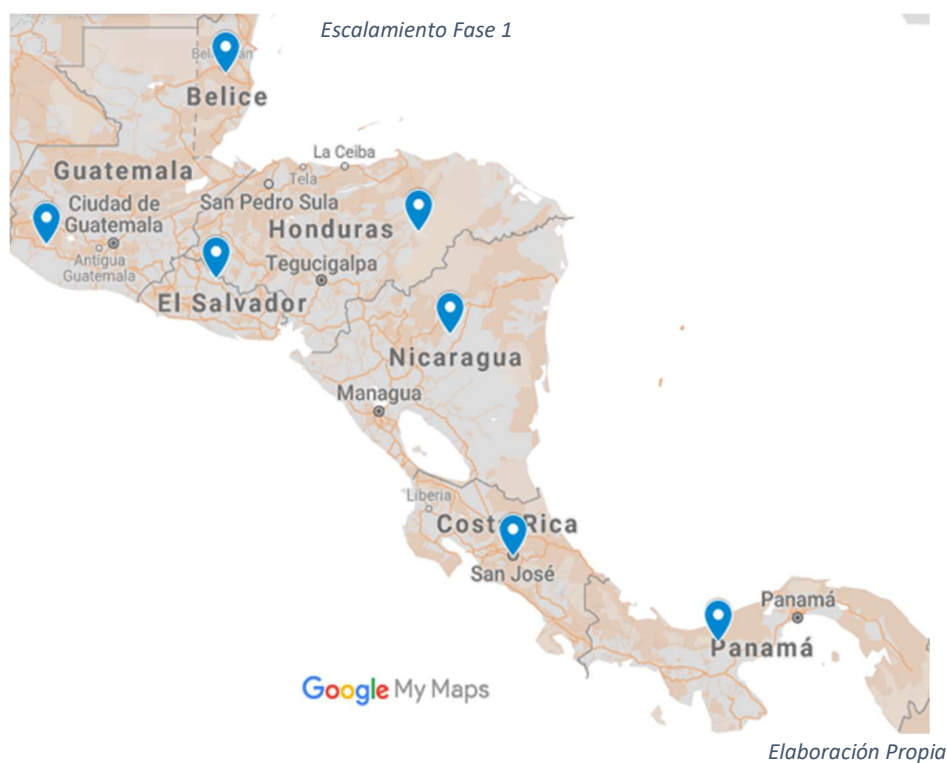 Escalamiento Fase 1
Belice
La Ceiba
Tela
Guatemala
San Pedro Sula
Ciudad de
Guatemala
Honduras
Antigua
Guatemala
Tegucigalpa
El Salvador
Nicaragua
Managua
Liberia
Costa Rica
San José
Panamá
Panamá
Google My Maps
Elaboración Propia